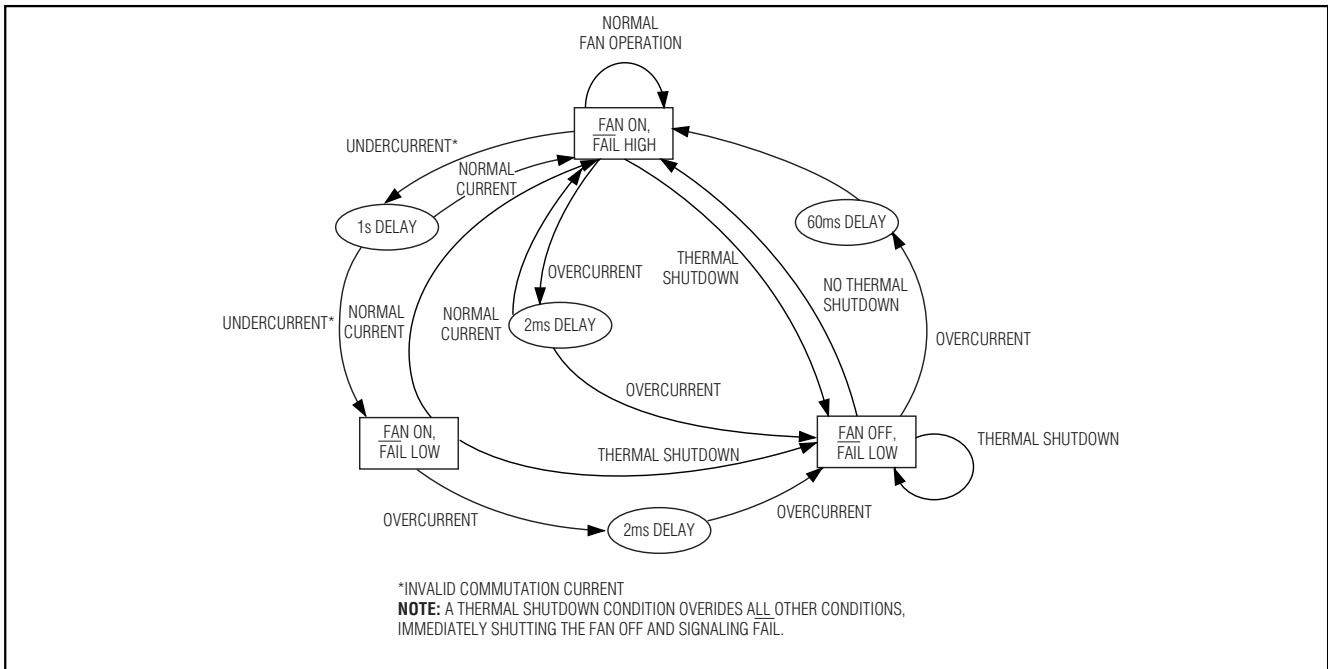 NORMAL
FAN OPERATION
FAN ON,
FAIL HIGH
UNDERCURRENT*
NORMAL
CURRENT
1s DELAY
60ms DELAY
THERMAL
SHUTDOWN
OVERCURRENT
NO THERMAL
SHUTDOWN
UNDERCURRENT*
NORMAL
CURRENT
NORMAL
CURRENT
2ms DELAY
OVERCURRENT
OVERCURRENT
FAN ON,
FAIL LOW
FAN OFF,
FAIL LOW
THERMAL SHUTDOWN
THERMAL SHUTDOWN
OVERCURRENT
2ms DELAY
OVERCURRENT
*INVALID COMMUTATION CURRENT
NOTE: A THERMAL SHUTDOWN CONDITION OVERIDES ALL OTHER CONDITIONS,
IMMEDIATELY SHUTTING THE FAN OFF AND SIGNALING FAIL.